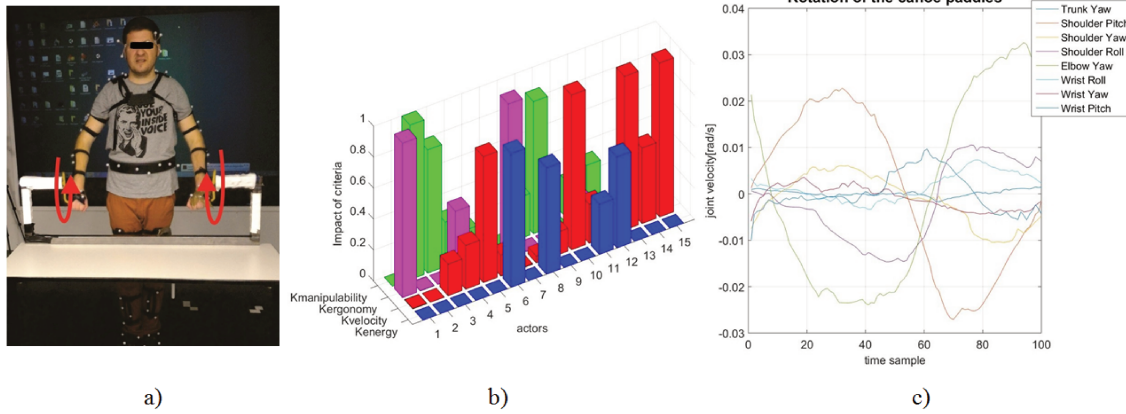 YOUR
INSIDE
VOICE
Impact of criteria
1
0.8
0.6
0.4
0.2
0
Kmanipulability
Kergonomy
Kvelocity
Kenergy
1
2
3
4
5
6
7
8
9
10
11
12
13
14
15
actors
Rotation of the canoe paddles
joint velocity[rad/s]
0.04
0.03
0.02
0.01
0
-0.01
-0.02
-0.03
0
20
40
60
80
100
time sample
Trunk Yaw
Shoulder Pitch
Shoulder Yaw
Shoulder Roll
Elbow Yaw
Wrist Roll
Wrist Yaw
Wrist Pitch
a)
b)
c)